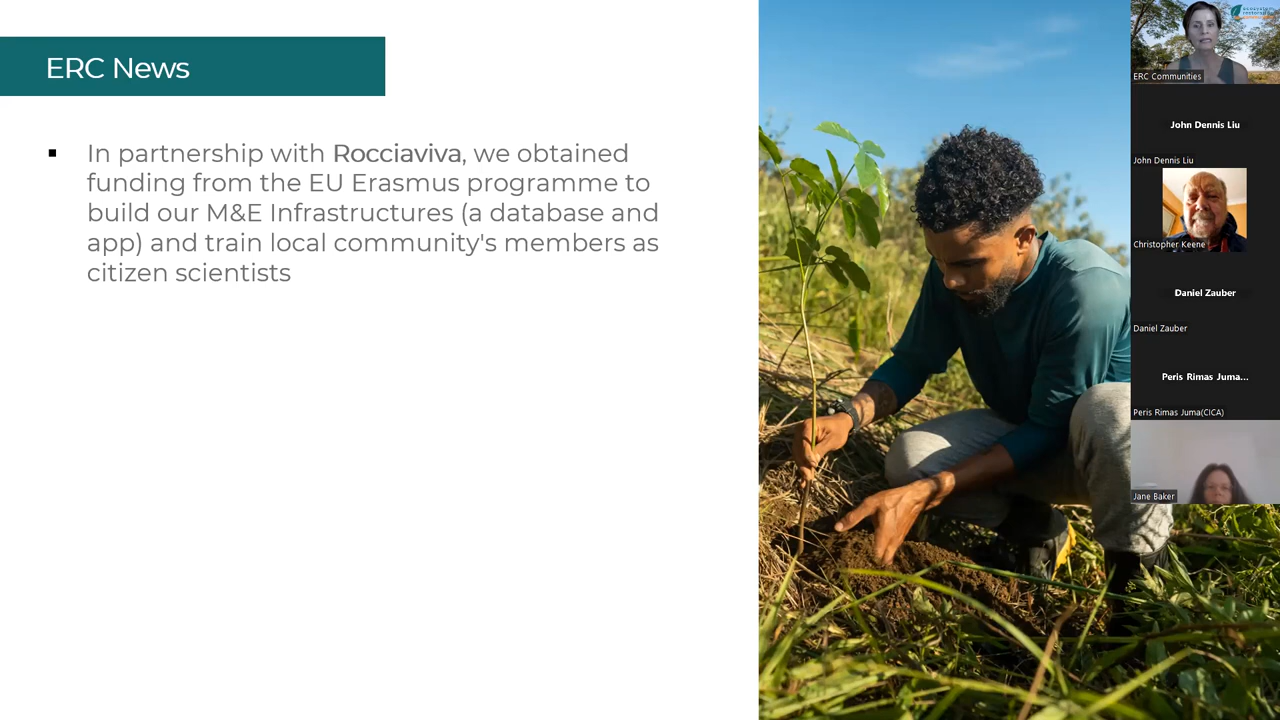 ERC News
▪ In partnership with Rocciaviva, we obtained
funding from the EU Erasmus programme to
build our M&E Infrastructures (a database and
app) and train local community's members as
citizen scientists
ecosystem
restoration
ERC Communities
John Dennis Liu
John Dennis Liu
Christopher Keene
Daniel Zauber
Daniel Zauber
Peris Rimas Juma...
Peris Rimas Juma(CICA)
Jane Baker